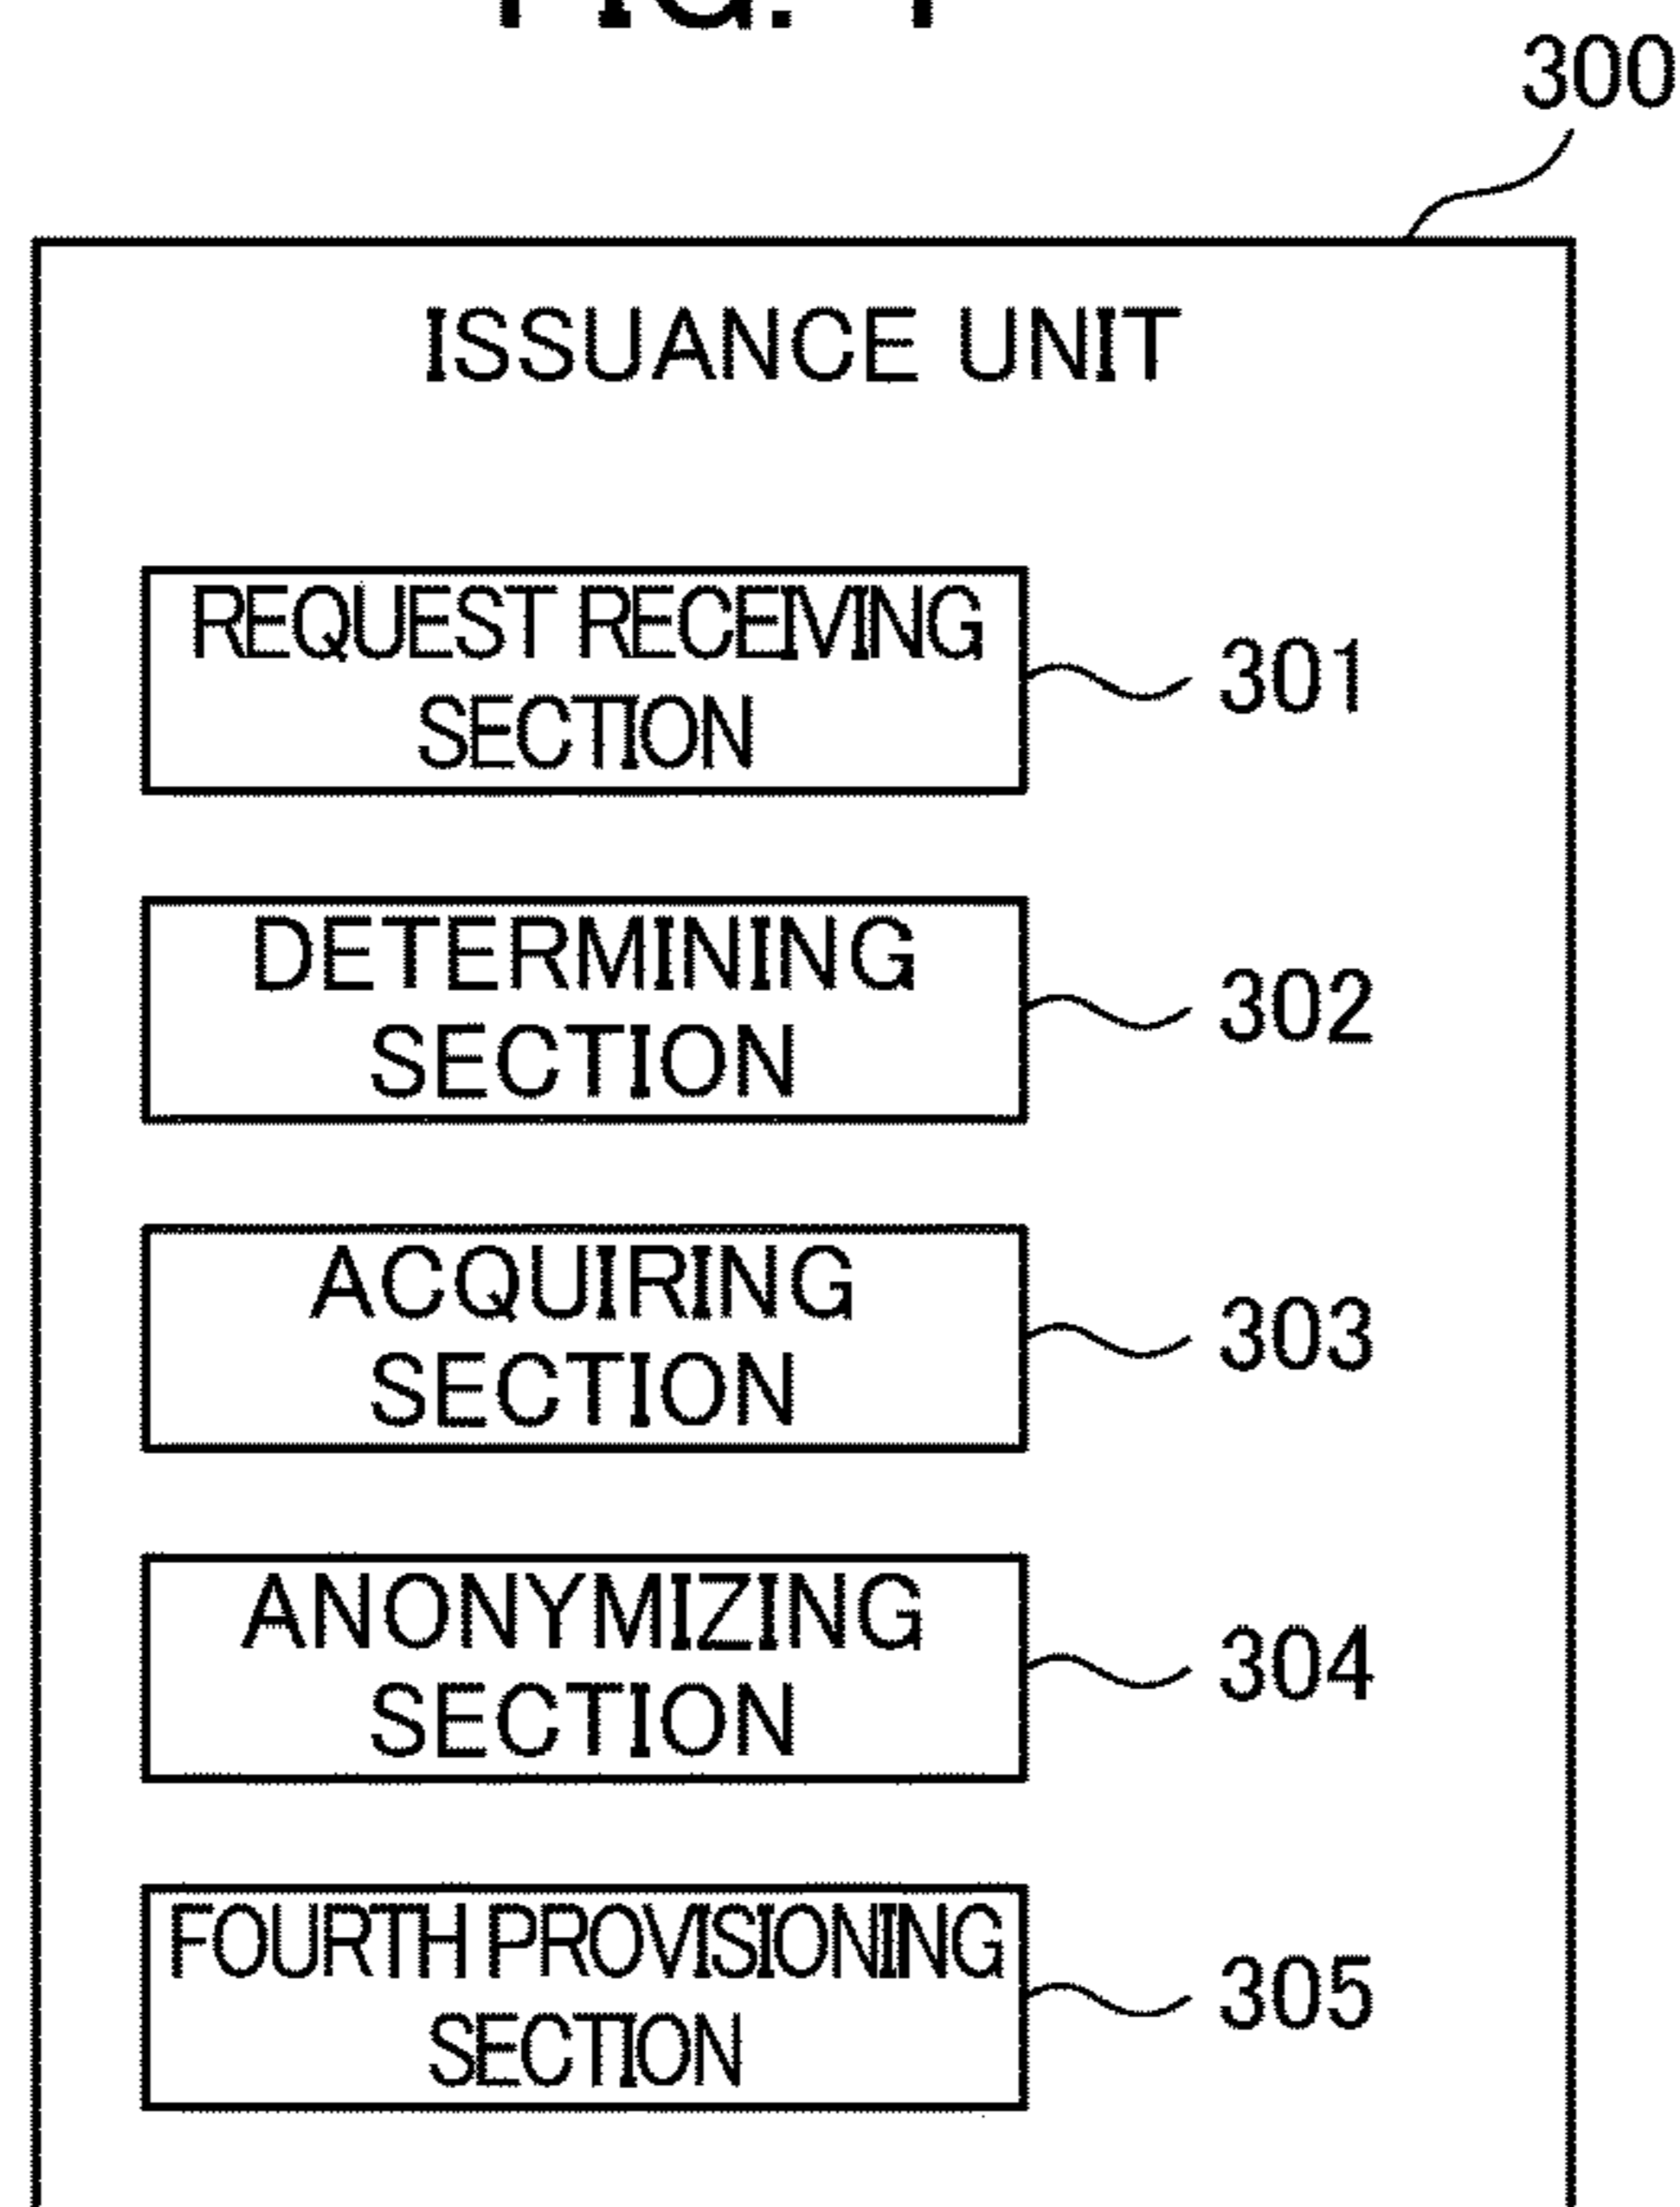 300
ISSUANCE UNIT
REQUEST RECEIVING
SECTION
301
DETERMINING
SECTION
302
ACQUIRING
SECTION
303
ANONYMIZING
SECTION
304
FOURTH PROVISIONING
SECTION
305